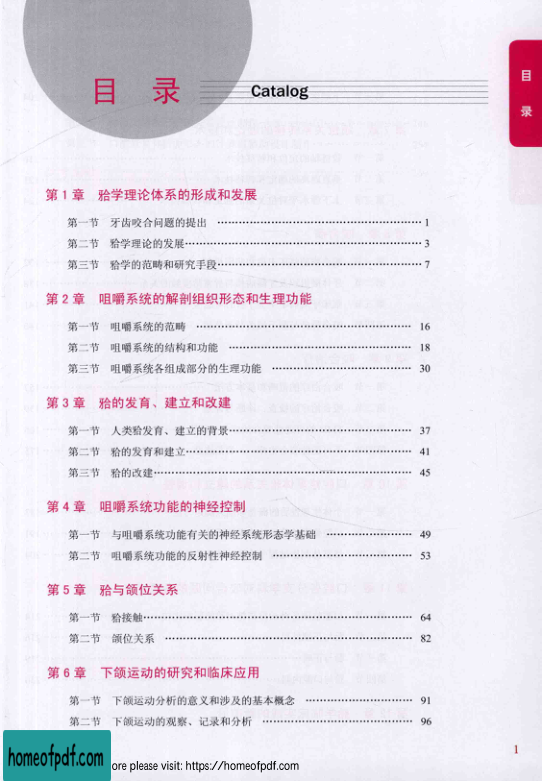 目 录 Catalog
目
录
第1章 𬌗学理论体系的形成和发展
第一节 牙齿咬合问题的提出 ……………………………………………… 1
第二节 𬌗学理论的发展……………………………………………………… 3
第三节 𬌗学的范畴和研究手段……………………………………………… 7
第2章 咀嚼系统的解剖组织形态和生理功能
第一节 咀嚼系统的范畴 …………………………………………………… 16
第二节 咀嚼系统的结构和功能 …………………………………………… 18
第三节 咀嚼系统各组成部分的生理功能 ………………………………… 30
第3章 𬌗的发育、建立和改建
第一节 人类𬌗发育、建立的背景…………………………………………… 37
第二节 𬌗的发育和建立……………………………………………………… 41
第三节 𬌗的改建……………………………………………………………… 45
第4章 咀嚼系统功能的神经控制
第一节 与咀嚼系统功能有关的神经系统形态学基础 …………………… 49
第二节 咀嚼系统功能的反射性神经控制 ………………………………… 53
第5章 𬌗与颌位关系
第一节 𬌗接触………………………………………………………………… 64
第二节 颌位关系 …………………………………………………………… 82
第6章 下颌运动的研究和临床应用
第一节 下颌运动分析的意义和涉及的基本概念 ………………………… 91
第二节 下颌运动的观察、记录和分析 …………………………………… 96
1
homeofpdf.com
ore please visit: https://homeofpdf.com